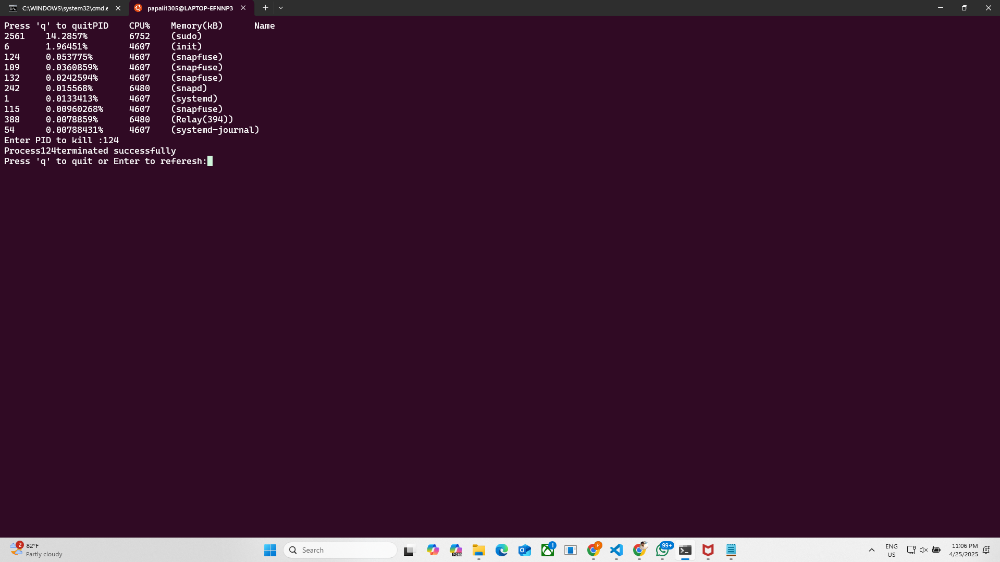 C:\WINDOWS\system32\cmd.e
papali1305@LAPTOP-EFNNP3
Press 'q' to quitPID    CPU%    Memory(kB)      Name
2561    14.2857%        6752    (sudo)
6       1.96451%        4607    (init)
124     0.053775%       4607    (snapfuse)
109     0.0360859%      4607    (snapfuse)
132     0.0242594%      4607    (snapfuse)
242     0.015568%       6480    (snapd)
1       0.0133413%      4607    (systemd)
115     0.00960268%     4607    (snapfuse)
388     0.0078859%      6480    (Relay(394))
54      0.00788431%     4607    (systemd-journal)
Enter PID to kill :124
Process124terminated successfully
Press 'q' to quit or Enter to referesh:
2
82°F
Partly cloudy
Search
M365
1
P
99+
ENG
US
11:06 PM
4/25/2025